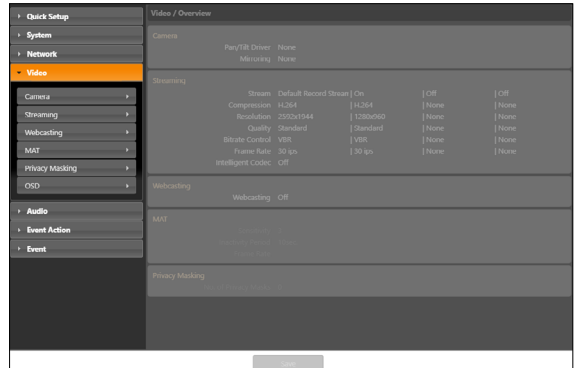 Quick Setup
System
Network
Video
Camera
Streaming
Webcasting
MAT
Privacy Masking
OSD
Audio
Event Action
Event
Video / Overview
Camera
Pan/Tilt Driver None
Mirroring None
Streaming
Stream Default Record Strean | On | Off | Off
Compression H.264 | H.264 | None | None
Resolution 2592x1944 | 1280x960 | None | None
Quality Standard | Standard | None | None
Bitrate Control VBR | VBR | None | None
Frame Rate 30 ips | 30 ips | None | None
Intelligent Codec Off
Webcasting
Webcasting Off
MAT
Privacy Masking
Save